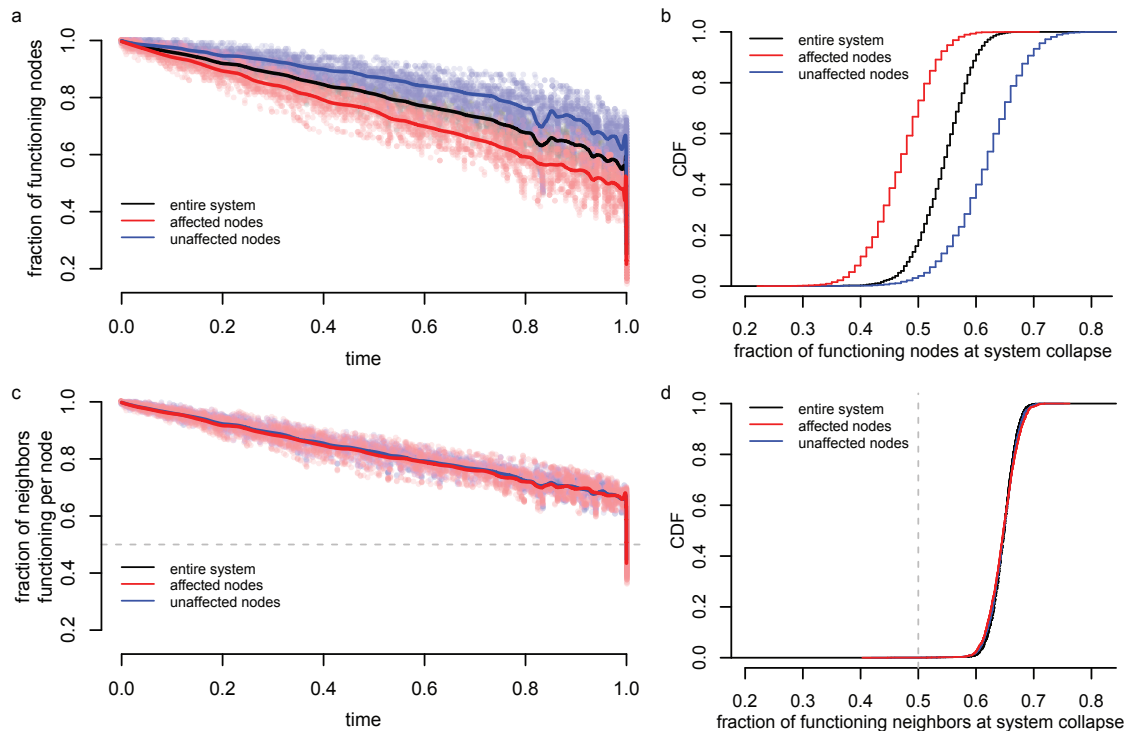 a
fraction of functioning nodes
1.0
0.8
0.6
0.4
0.2
entire system
affected nodes
unaffected nodes
0.0 0.2 0.4 0.6 0.8 1.0
time
b
CDF
1.0
0.8
0.6
0.4
0.2
0.0
entire system
affected nodes
unaffected nodes
0.2 0.3 0.4 0.5 0.6 0.7 0.8
fraction of functioning nodes at system collapse
c
fraction of neighbors
functioning per node
1.0
0.8
0.6
0.4
0.2
entire system
affected nodes
unaffected nodes
0.0 0.2 0.4 0.6 0.8 1.0
time
d
CDF
1.0
0.8
0.6
0.4
0.2
0.0
entire system
affected nodes
unaffected nodes
0.2 0.3 0.4 0.5 0.6 0.7 0.8
fraction of functioning neighbors at system collapse